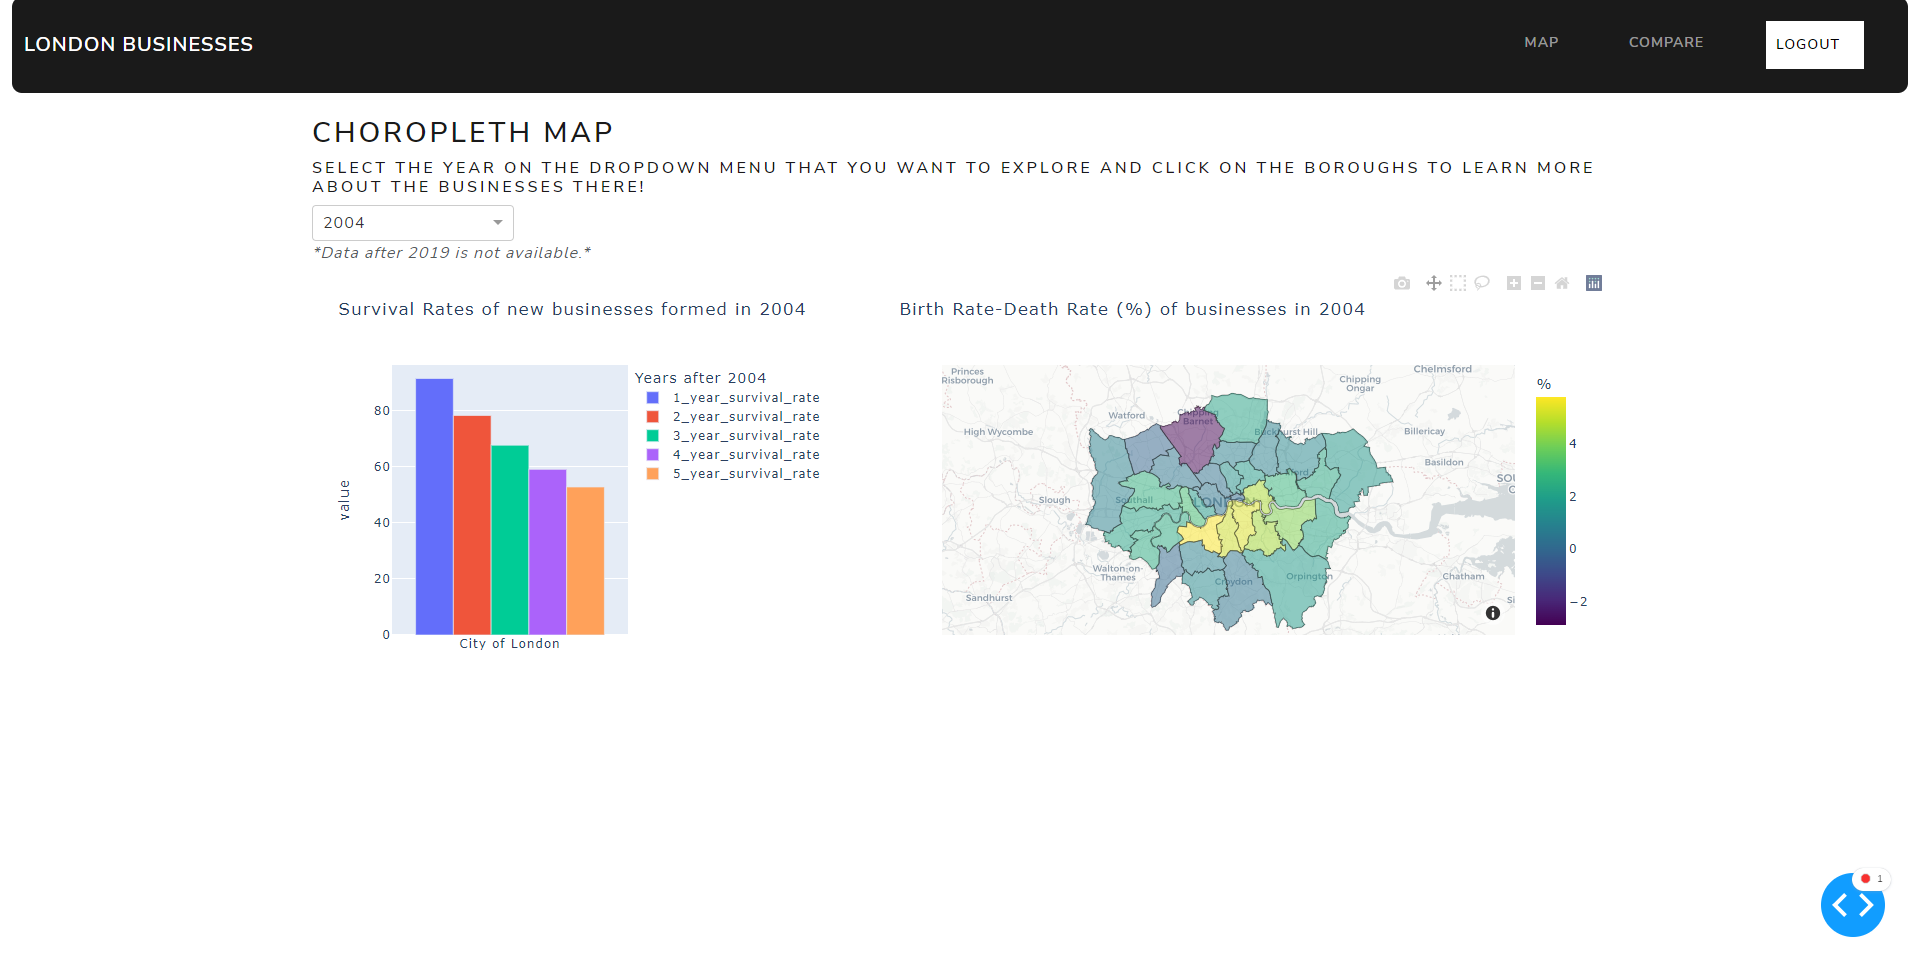 LONDON BUSINESSES
MAP
COMPARE
LOGOUT
CHOROPLETH MAP
SELECT THE YEAR ON THE DROPDOWN MENU THAT YOU WANT TO EXPLORE AND CLICK ON THE BOROUGHS TO LEARN MORE
ABOUT THE BUSINESSES THERE!
2004
*Data after 2019 is not available.*
Survival Rates of new businesses formed in 2004
value
80
60
40
20
0
City of London
Years after 2004
1_year_survival_rate
2_year_survival_rate
3_year_survival_rate
4_year_survival_rate
5_year_survival_rate
Birth Rate-Death Rate (%) of businesses in 2004
Princes
Risborough
Chelmsford
Chipping
Ongar
Watford
Chipping
Barnet
High Wycombe
Buckhurst Hill
Billericay
Basildon
Slough
Southall
LONDON
Walton-on-
Thames
Croydon
Orpington
Chatham
Sandhurst
%
4
2
0
−2
1